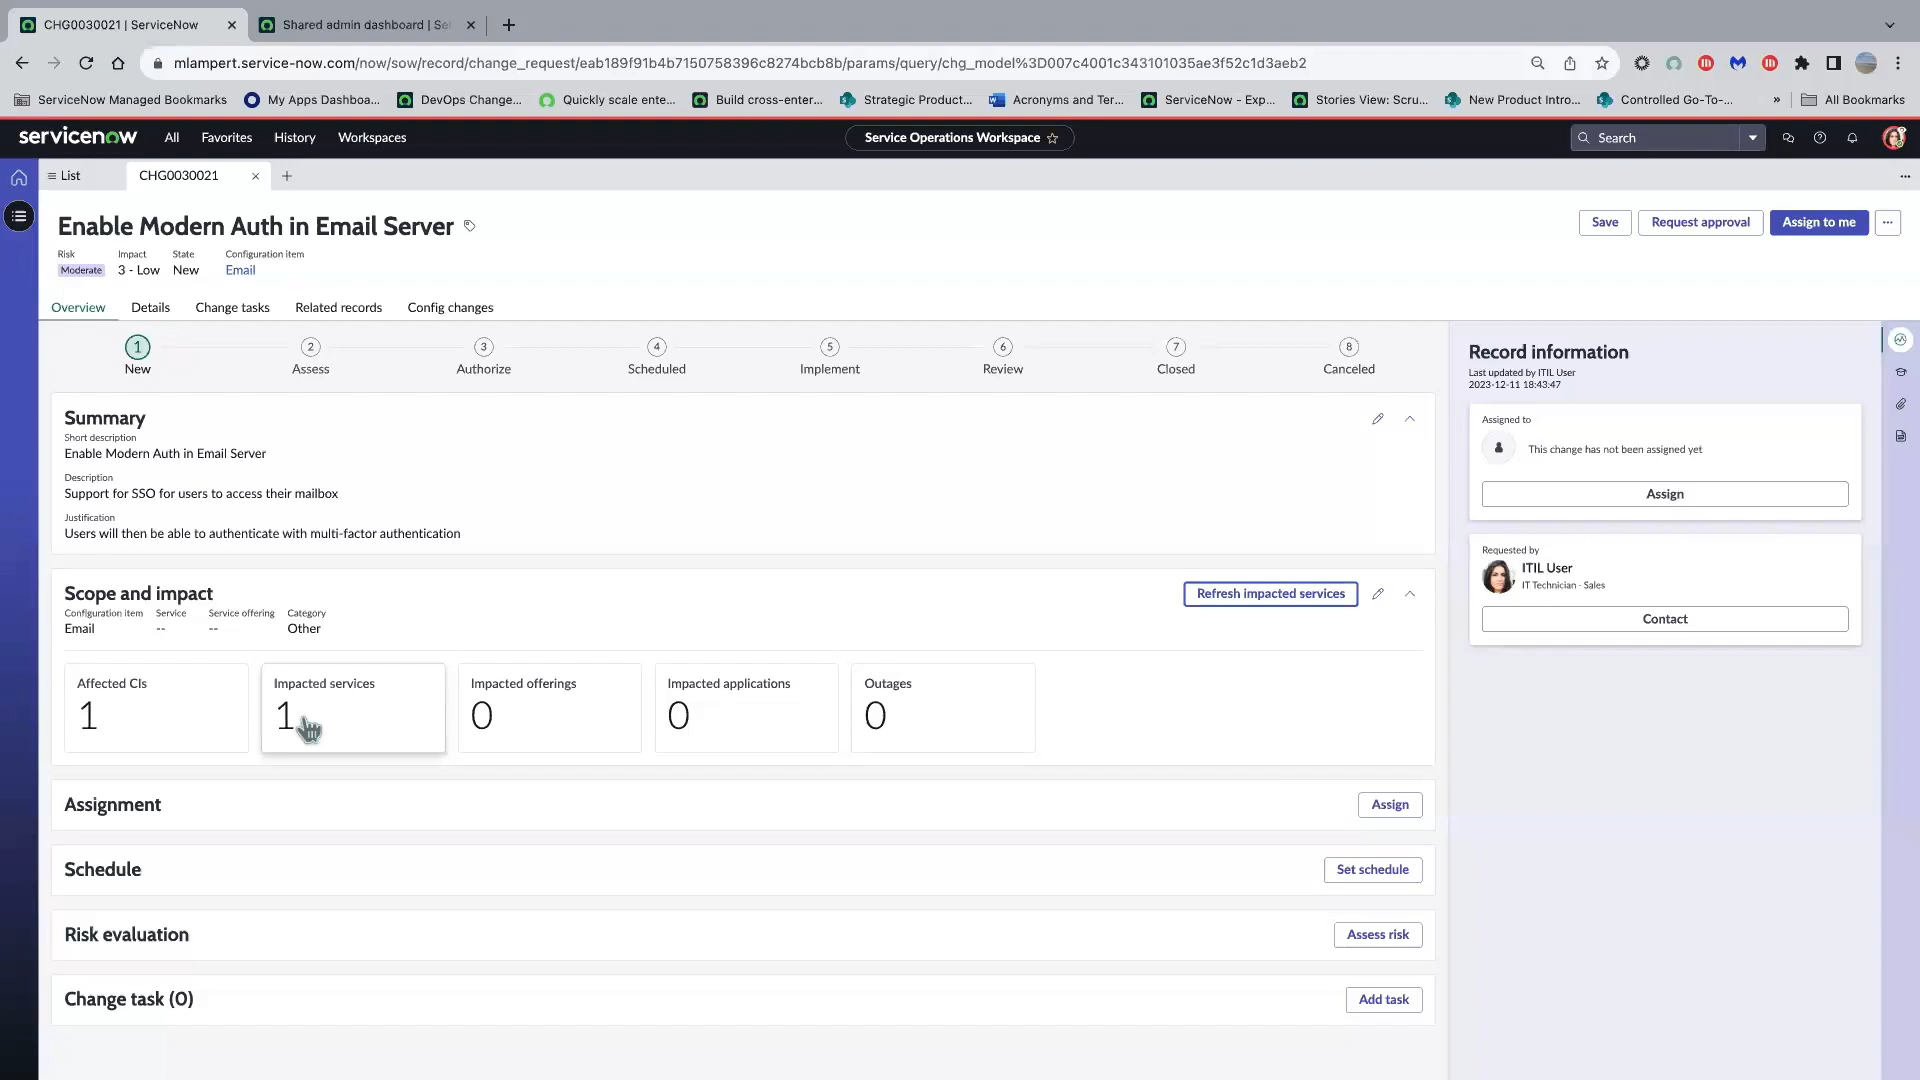 CHG0030021 | ServiceNow
Shared admin dashboard | Se
mlampert.service-now.com/now/sow/record/change_request/eab189f91b4b7150758396c8274bcb8b/params/query/chg_model%3D007c4001c343101035ae3f52c1d3aeb2
ServiceNow Managed Bookmarks My Apps Dashboa... DevOps Change... Quickly scale ente... Build cross-enter... Strategic Product... Acronyms and Ter... ServiceNow - Exp... Stories View: Scru... New Product Intro... Controlled Go-To-... » All Bookmarks
servicenow All Favorites History Workspaces Service Operations Workspace Search
List CHG0030021
Enable Modern Auth in Email Server
Save Request approval Assign to me
Risk Impact State Configuration item
Moderate 3 - Low New Email
Overview Details Change tasks Related records Config changes
1 2 3 4 5 6 7 8
New Assess Authorize Scheduled Implement Review Closed Canceled
Summary
Short description
Enable Modern Auth in Email Server
Description
Support for SSO for users to access their mailbox
Justification
Users will then be able to authenticate with multi-factor authentication
Scope and impact
Refresh impacted services
Configuration item Service Service offering Category
Email -- -- Other
Affected CIs Impacted services Impacted offerings Impacted applications Outages
1 1 0 0 0
Assignment Assign
Schedule Set schedule
Risk evaluation Assess risk
Change task (0) Add task
Record information
Last updated by ITIL User
2023-12-11 18:43:47
Assigned to
This change has not been assigned yet
Assign
Requested by
ITIL User
IT Technician · Sales
Contact